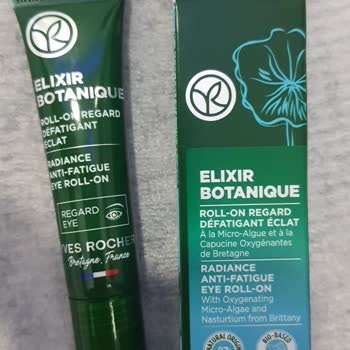 ELIXIR
BOTANIQUE
ROLL-ON REGARD
DÉFATIGANT
ÉCLAT
RADIANCE
ANTI-FATIGUE
EYE ROLL-ON
REGARD
EYE
YVES ROCHER
Bretagne, France
ELIXIR
BOTANIQUE
ROLL-ON REGARD
DÉFATIGANT ÉCLAT
À la Micro-Algue et à la
Capucine Oxygénantes
de Bretagne
RADIANCE
ANTI-FATIGUE
EYE ROLL-ON
With Oxygenating
Micro-Algae and
Nasturtium from Brittany
NATURAL ORIGIN
BIO-BASED